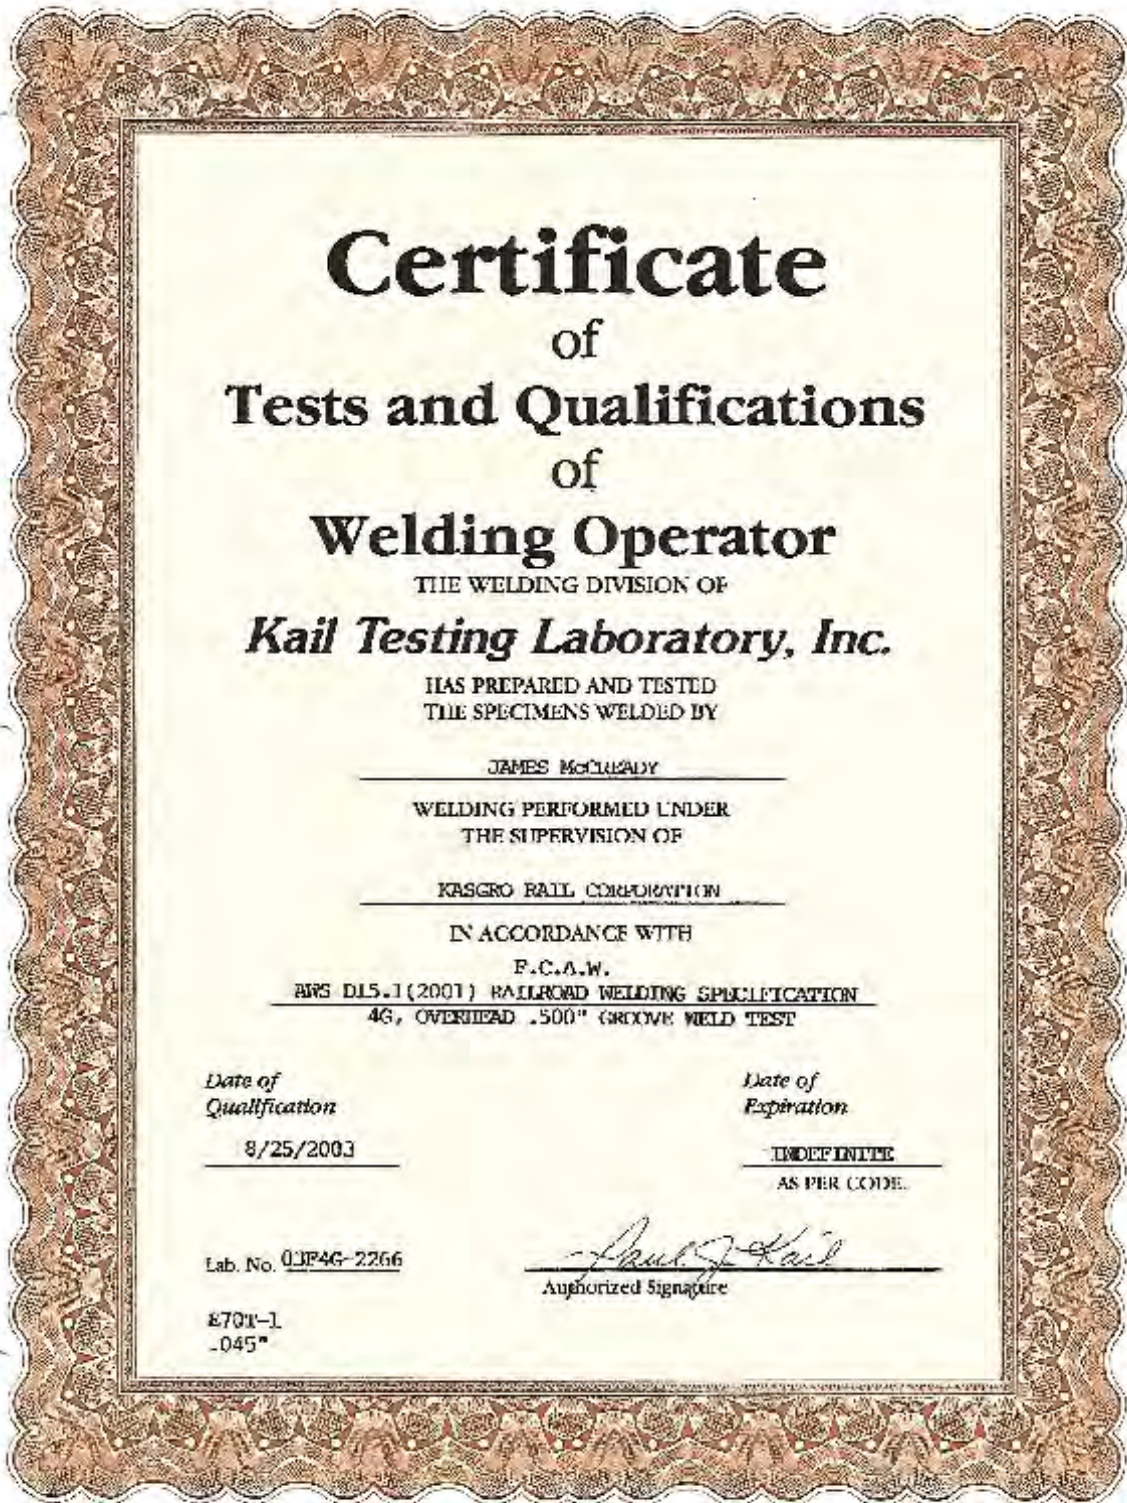 Certificate
of
Tests and Qualifications
of
Welding Operator
THE WELDING DIVISION OF
Kail Testing Laboratory, Inc.
HAS PREPARED AND TESTED
THE SPECIMENS WELDED BY
JAMES McCREADY
WELDING PERFORMED UNDER
THE SUPERVISION OF
KASGRO RAIL CORPORATION
IN ACCORDANCE WITH
F.C.A.W.
AWS D15.1(2001) RAILROAD WELDING SPECIFICATION
4G, OVERHEAD .500" GROOVE WELD TEST
Date of Qualification
8/25/2003
Date of Expiration
INDEFINITE
AS PER CODE.
Lab. No. 03F4G-2266
Paul J. Kail
Authorized Signature
E70T-1
.045"